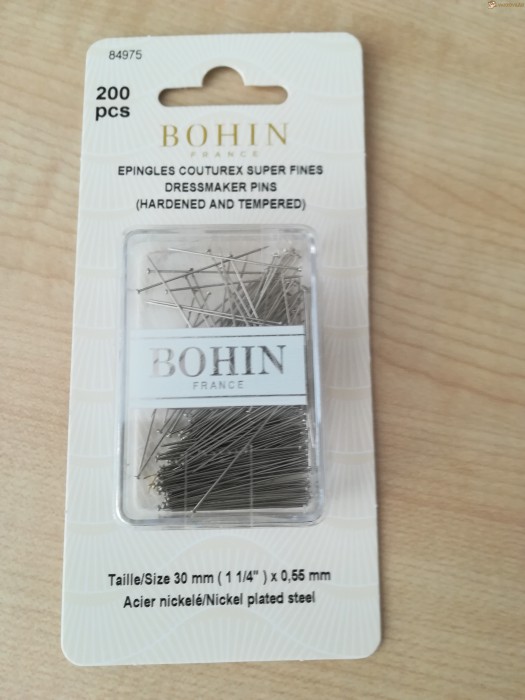 84975
200
pcs
BOHIN
FRANCE
EPINGLES COUTUREX SUPER FINES
DRESSMAKER PINS
(HARDENED AND TEMPERED)
BOHIN
FRANCE
Taille/Size 30 mm ( 1 1/4" ) x 0,55 mm
Acier nickelé/Nickel plated steel